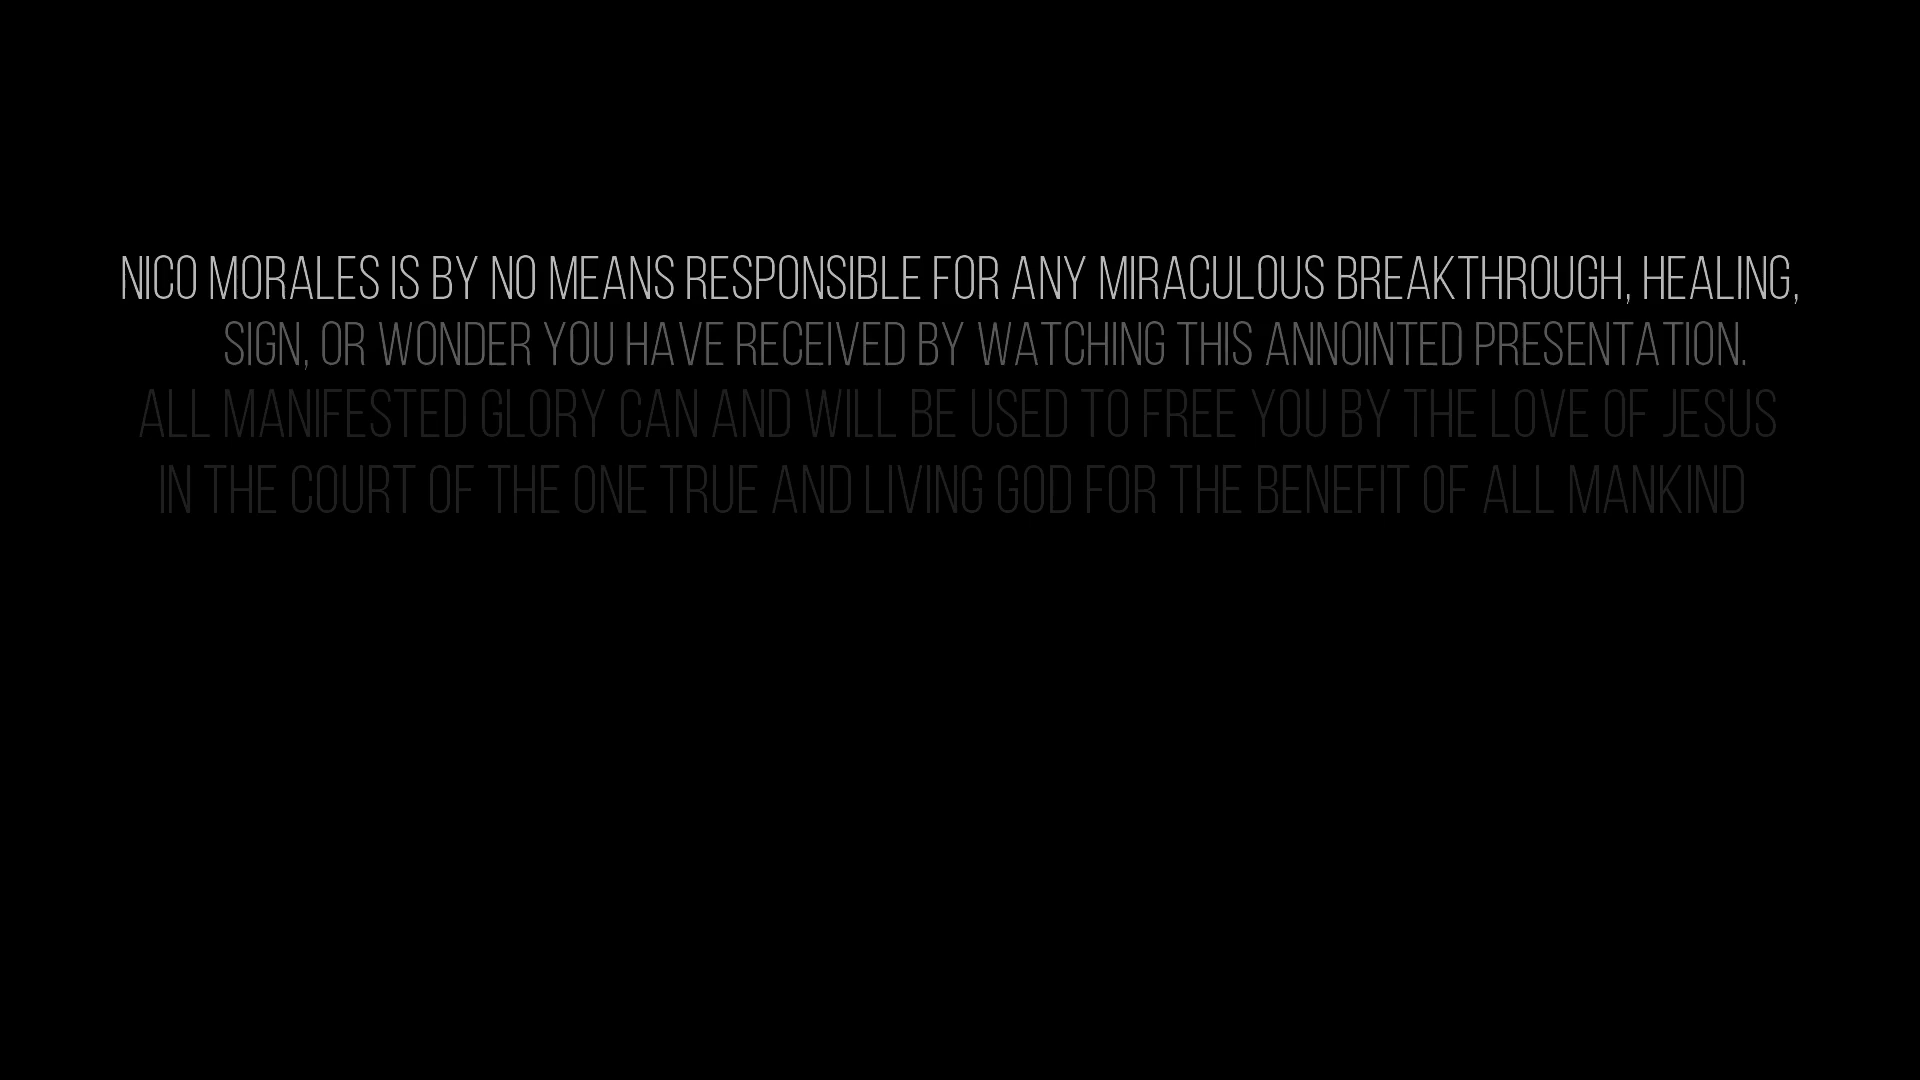 NICO MORALES IS BY NO MEANS RESPONSIBLE FOR ANY MIRACULOUS BREAKTHROUGH, HEALING,
SIGN, OR WONDER YOU HAVE RECEIVED BY WATCHING THIS ANNOINTED PRESENTATION.
ALL MANIFESTED GLORY CAN AND WILL BE USED TO FREE YOU BY THE LOVE OF JESUS
IN THE COURT OF THE ONE TRUE AND LIVING GOD FOR THE BENEFIT OF ALL MANKIND